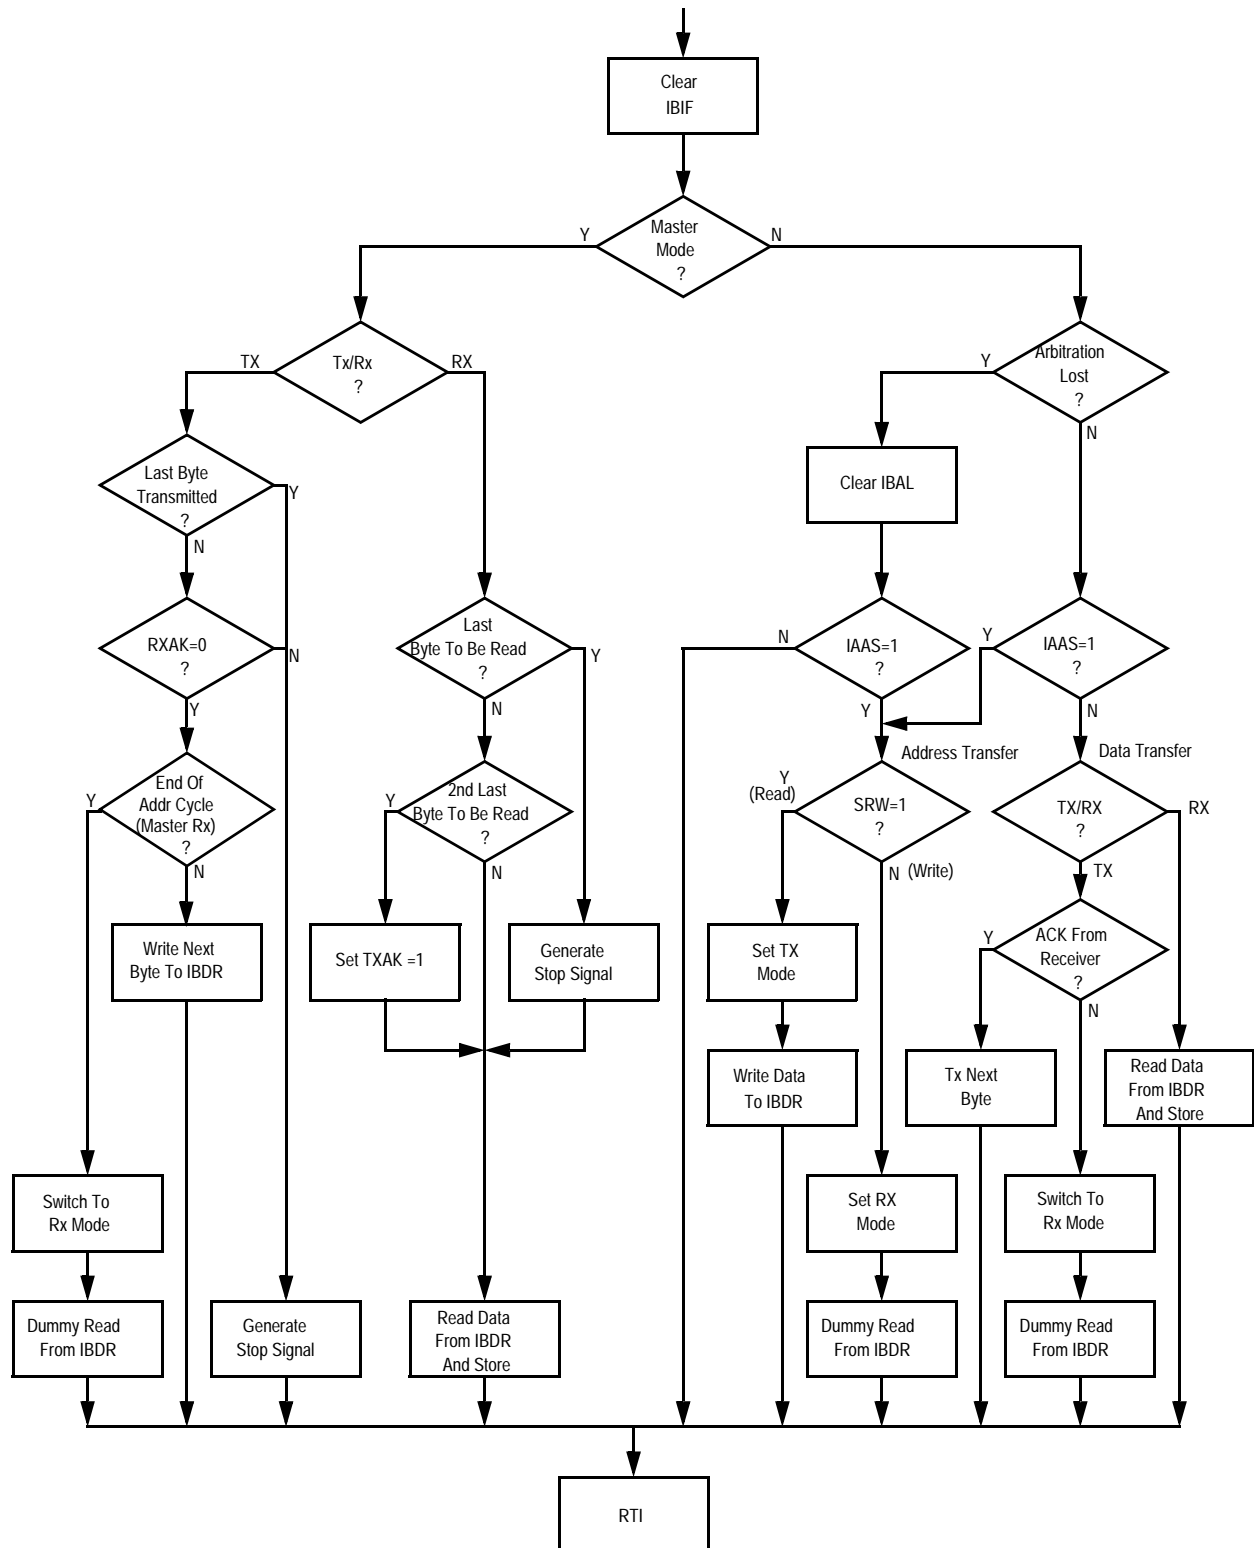 Clear
IBIF
Master
Mode
?
Y
N
Tx/Rx
?
TX
RX
Arbitration
Lost
?
Y
N
Last Byte
Transmitted
?
Y
N
Clear IBAL
RXAK=0
?
N
Y
Last
Byte To Be Read
?
Y
N
IAAS=1
?
N
Y
IAAS=1
?
Y
N
Address Transfer
Data Transfer
End Of
Addr Cycle
(Master Rx)
?
Y
N
2nd Last
Byte To Be Read
?
Y
N
Y
(Read)
SRW=1
?
N (Write)
TX/RX
?
RX
TX
Write Next
Byte To IBDR
Set TXAK =1
Generate
Stop Signal
Set TX
Mode
ACK From
Receiver
?
Y
N
Write Data
To IBDR
Tx Next
Byte
Read Data
From IBDR
And Store
Switch To
Rx Mode
Set RX
Mode
Switch To
Rx Mode
Dummy Read
From IBDR
Generate
Stop Signal
Read Data
From IBDR
And Store
Dummy Read
From IBDR
Dummy Read
From IBDR
RTI